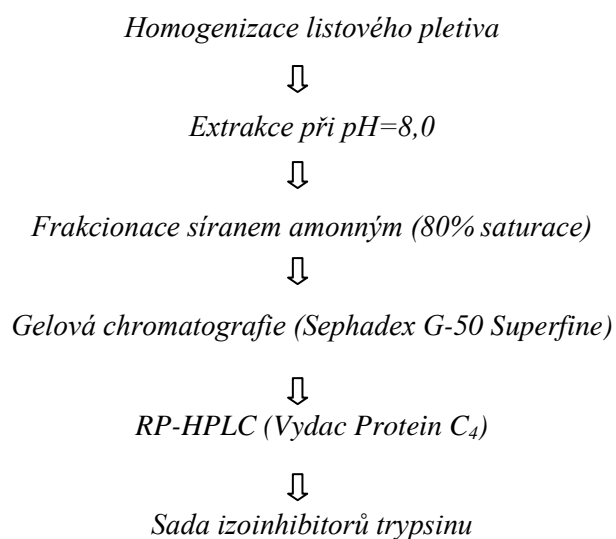 Homogenizace listového pletiva
⇩
Extrakce při pH=8,0
⇩
Frakcionace síranem amonným (80% saturace)
⇩
Gelová chromatografie (Sephadex G-50 Superfine)
⇩
RP-HPLC (Vydac Protein C₄)
⇩
Sada izoinhibitorů trypsinu